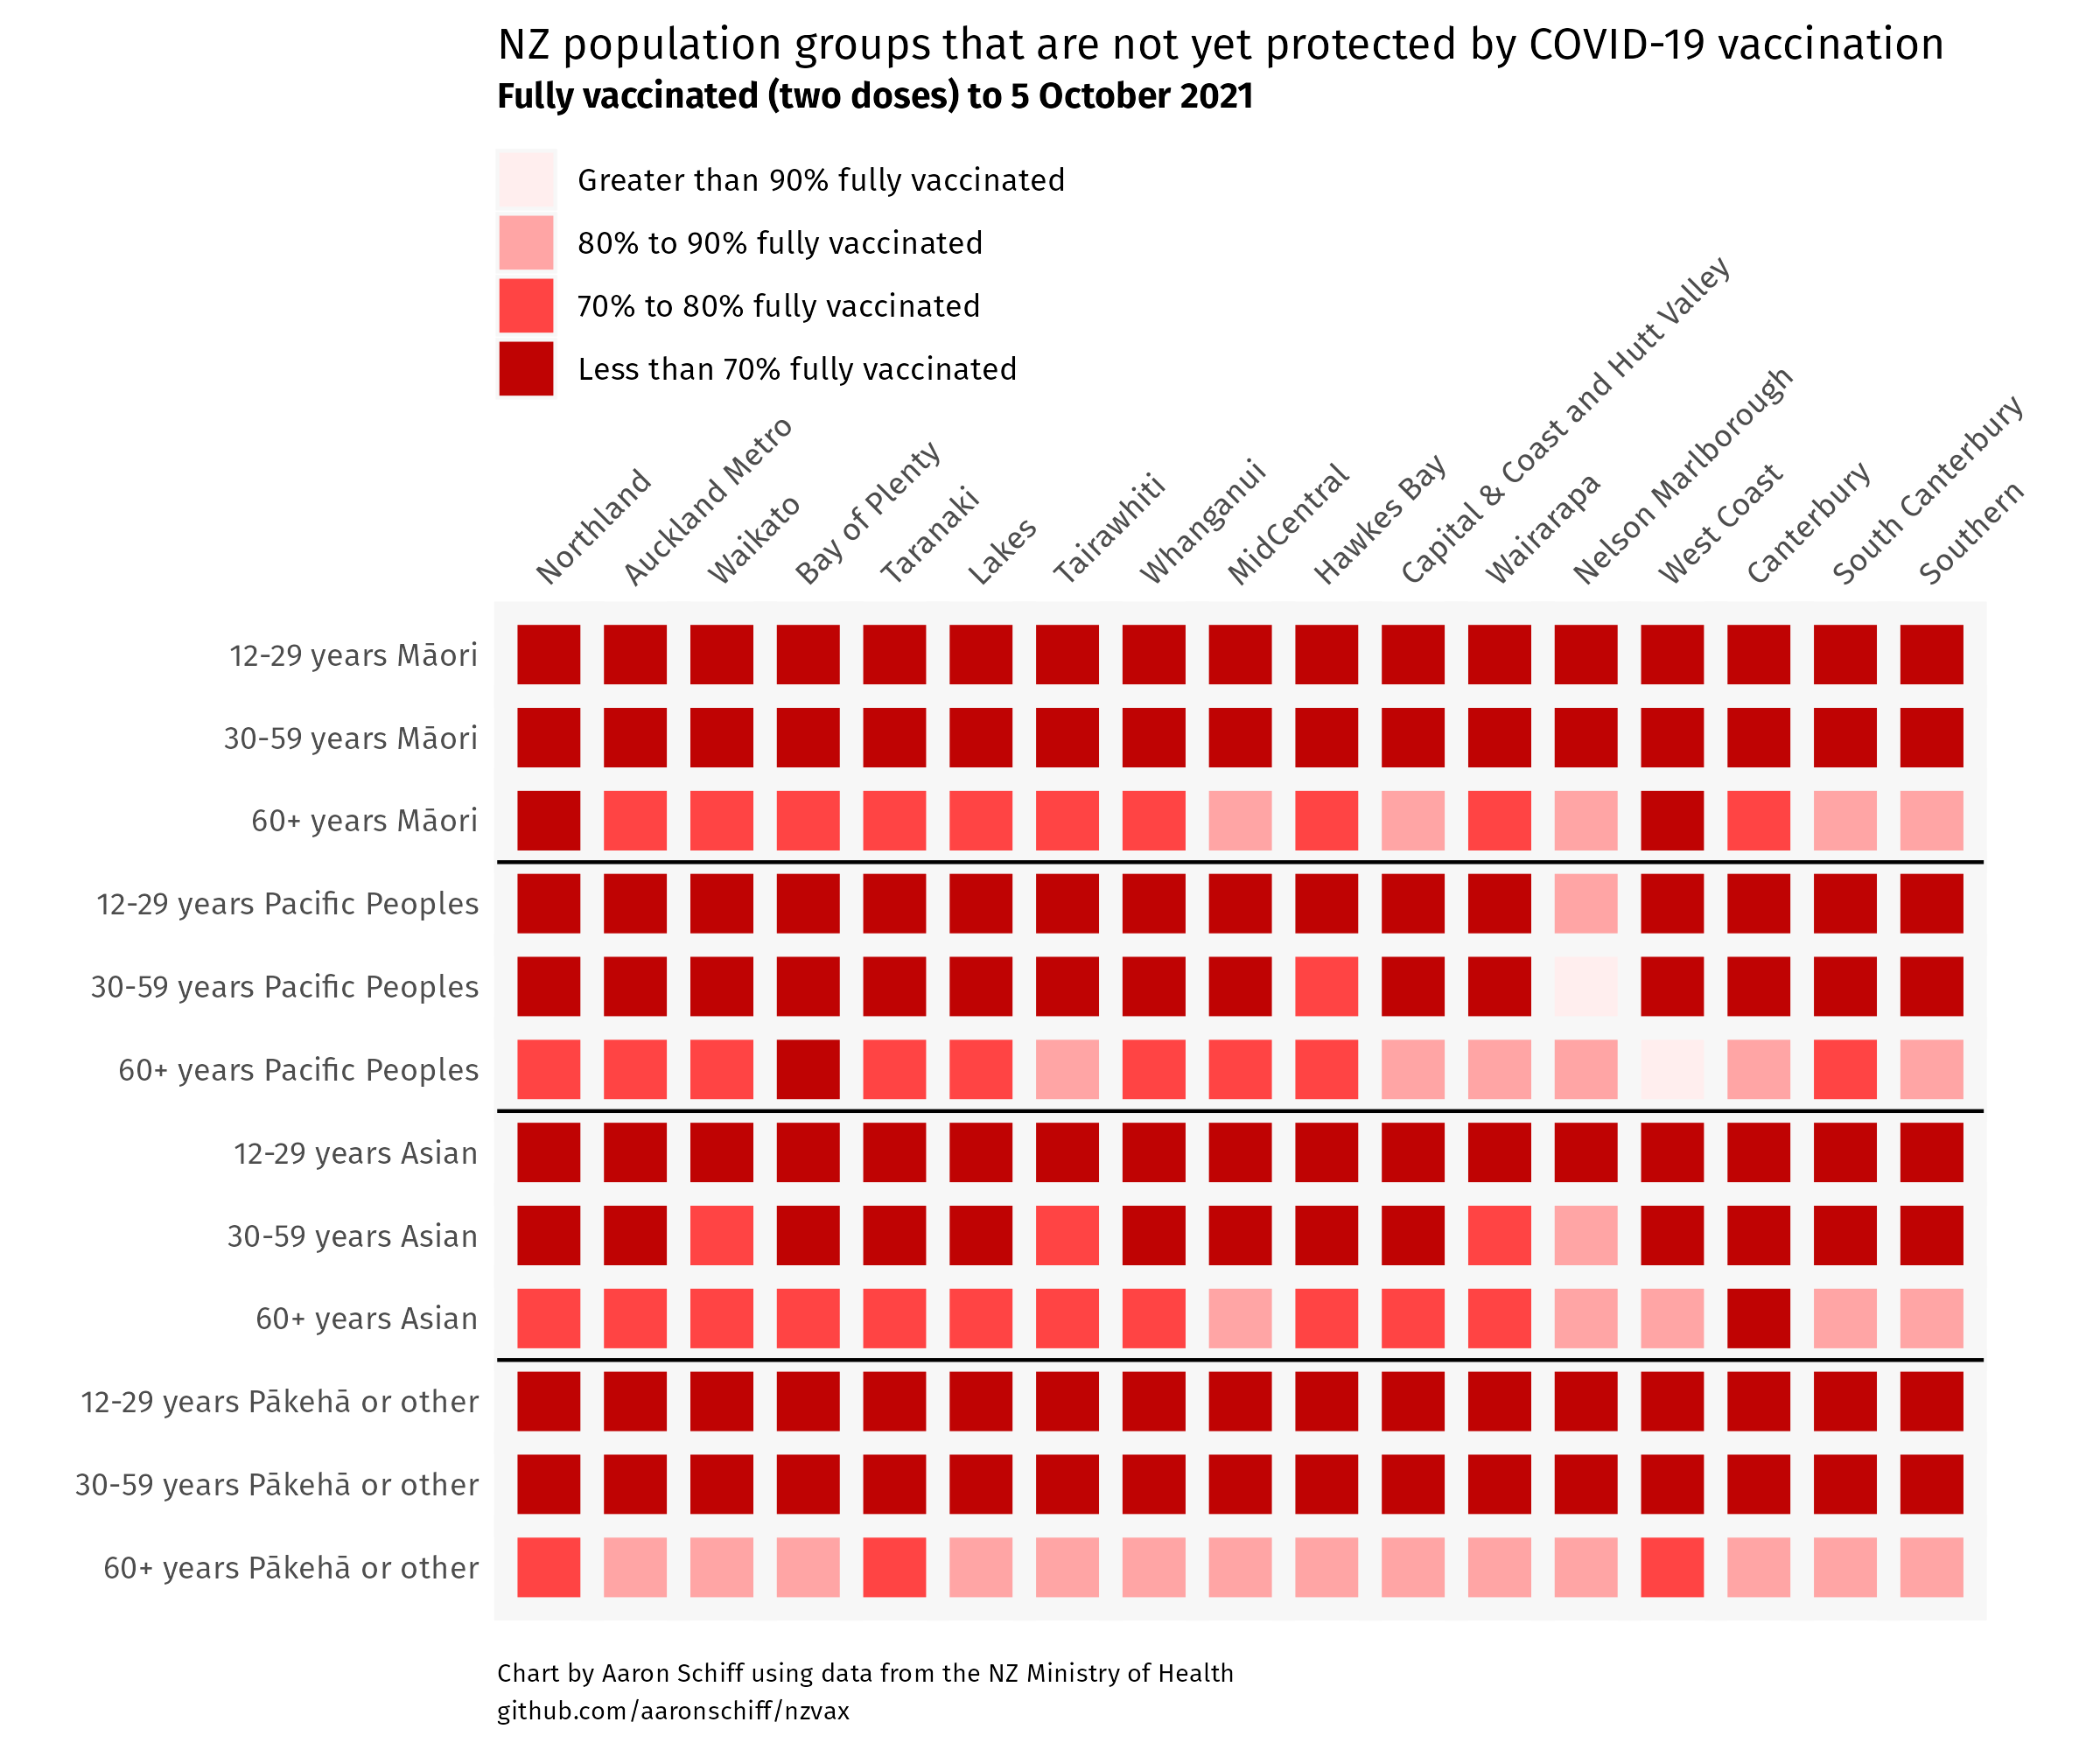 NZ population groups that are not yet protected by COVID-19 vaccination
Fully vaccinated (two doses) to 5 October 2021
Greater than 90% fully vaccinated
80% to 90% fully vaccinated
70% to 80% fully vaccinated
Less than 70% fully vaccinated
Northland
Auckland Metro
Waikato
Bay of Plenty
Taranaki
Lakes
Tairawhiti
Whanganui
MidCentral
Hawkes Bay
Capital & Coast and Hutt Valley
Wairarapa
Nelson Marlborough
West Coast
Canterbury
South Canterbury
Southern
12-29 years Māori
30-59 years Māori
60+ years Māori
12-29 years Pacific Peoples
30-59 years Pacific Peoples
60+ years Pacific Peoples
12-29 years Asian
30-59 years Asian
60+ years Asian
12-29 years Pākehā or other
30-59 years Pākehā or other
60+ years Pākehā or other
Chart by Aaron Schiff using data from the NZ Ministry of Health
github.com/aaronschiff/nzvax